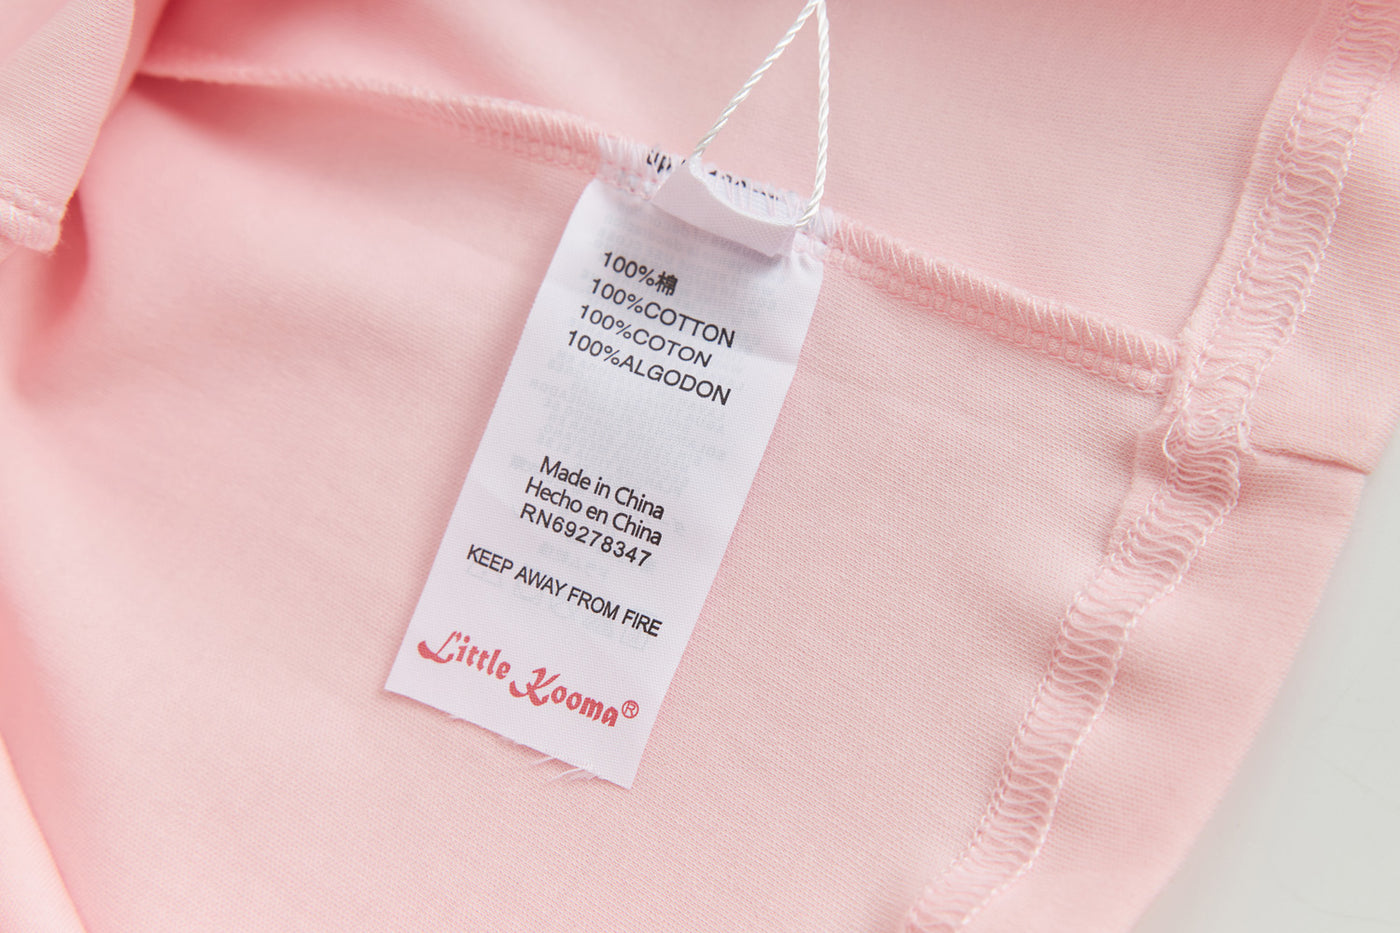 100%棉
100%COTTON
100%COTON
100%ALGODON
Made in China
Hecho en China
RN69278347
KEEP AWAY FROM FIRE
Little Kooma®